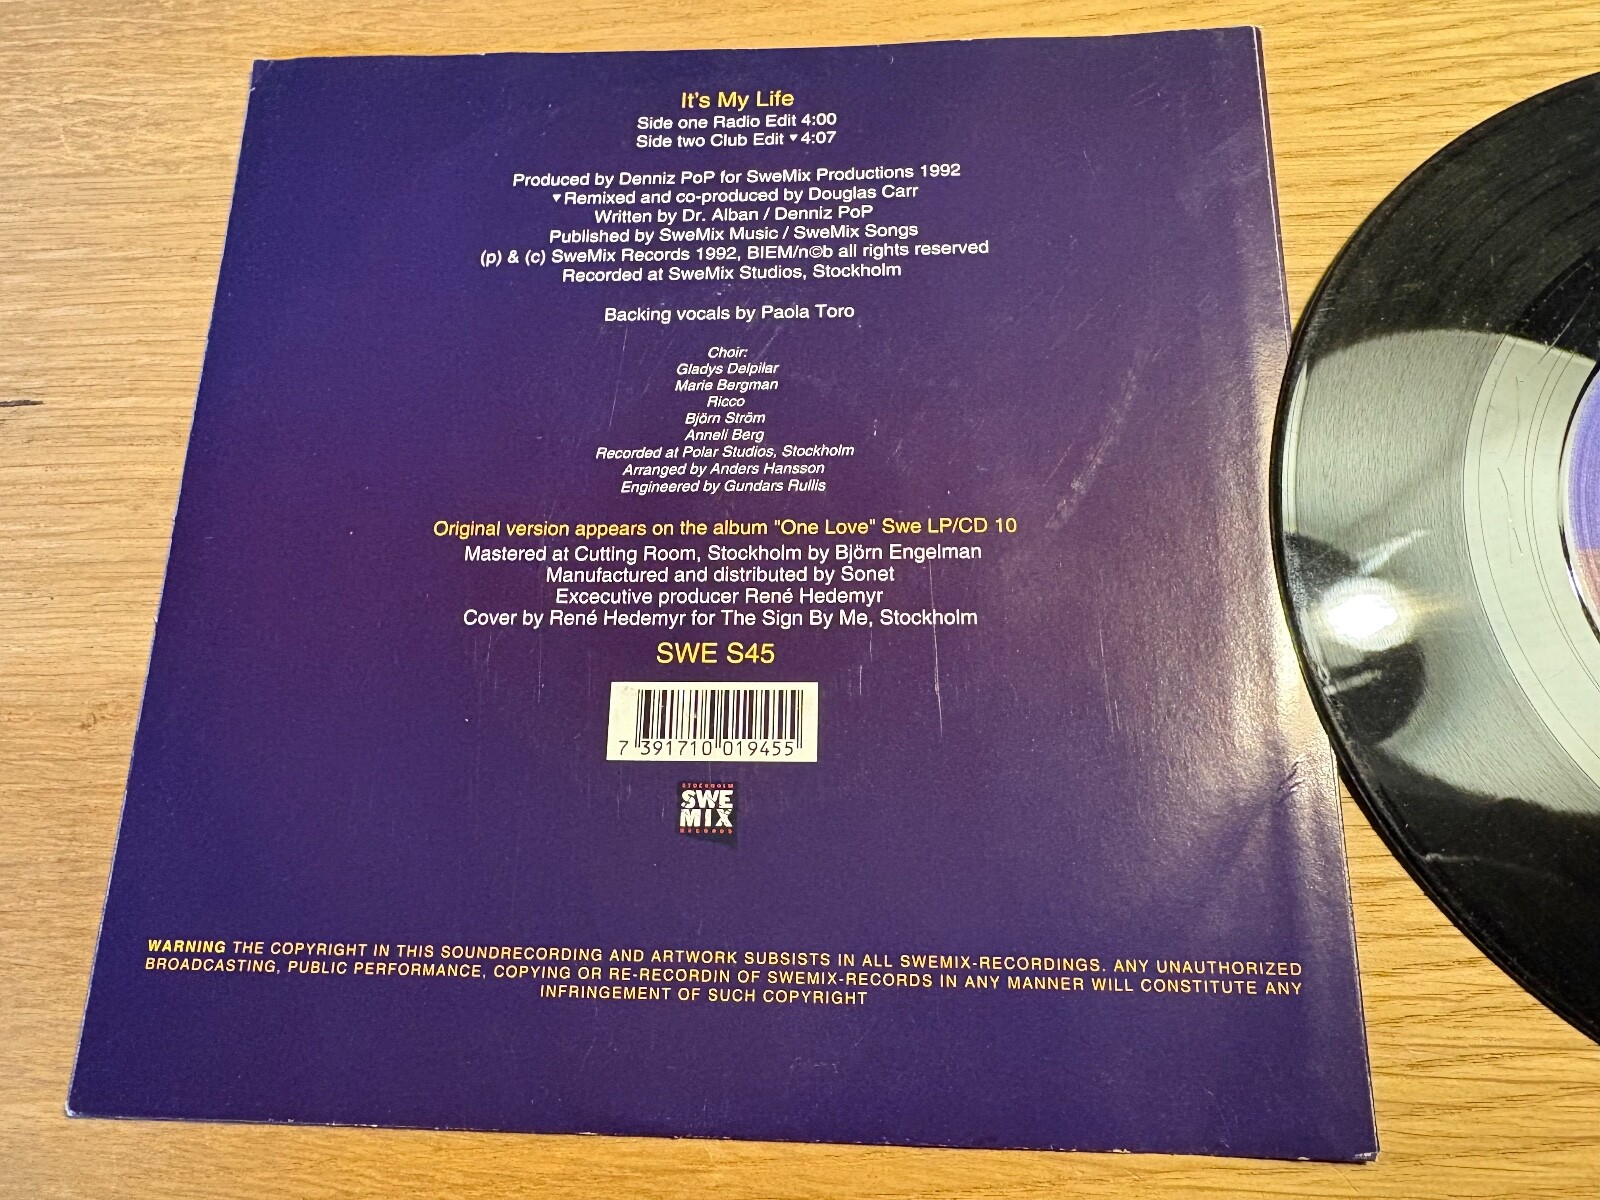 It's My Life
Side one Radio Edit 4:00
Side two Club Edit ▼ 4:07
Produced by Denniz PoP for SweMix Productions 1992
▼ Remixed and co-produced by Douglas Carr
Written by Dr. Alban / Denniz PoP
Published by SweMix Music / SweMix Songs
(p) & (c) SweMix Records 1992, BIEM/n©b all rights reserved
Recorded at SweMix Studios, Stockholm
Backing vocals by Paola Toro
Choir:
Gladys Delpilar
Marie Bergman
Ricco
Björn Ström
Anneli Berg
Recorded at Polar Studios, Stockholm
Arranged by Anders Hansson
Engineered by Gundars Rullis
Original version appears on the album "One Love" Swe LP/CD 10
Mastered at Cutting Room, Stockholm by Björn Engelman
Manufactured and distributed by Sonet
Excecutive producer René Hedemyr
Cover by René Hedemyr for The Sign By Me, Stockholm
SWE S45
7 391710 019455
STOCKHOLM
SWE
MIX
RECORDS
WARNING THE COPYRIGHT IN THIS SOUNDRECORDING AND ARTWORK SUBSISTS IN ALL SWEMIX-RECORDINGS. ANY UNAUTHORIZED
BROADCASTING, PUBLIC PERFORMANCE, COPYING OR RE-RECORDIN OF SWEMIX-RECORDS IN ANY MANNER WILL CONSTITUTE ANY
INFRINGEMENT OF SUCH COPYRIGHT